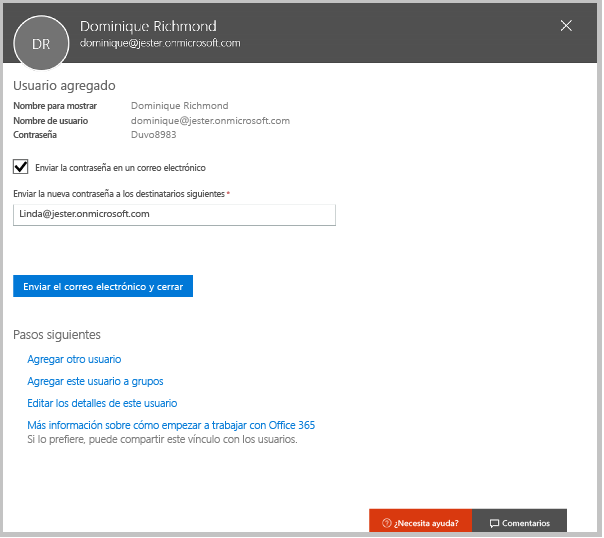 DR
Dominique Richmond
dominique@jester.onmicrosoft.com
Usuario agregado
Nombre para mostrar Dominique Richmond
Nombre de usuario dominique@jester.onmicrosoft.com
Contraseña Duvo8983
Enviar la contraseña en un correo electrónico
Enviar la nueva contraseña a los destinatarios siguientes *
Linda@jester.onmicrosoft.com
Enviar el correo electrónico y cerrar
Pasos siguientes
Agregar otro usuario
Agregar este usuario a grupos
Editar los detalles de este usuario
Más información sobre cómo empezar a trabajar con Office 365
Si lo prefiere, puede compartir este vínculo con los usuarios.
¿Necesita ayuda? Comentarios